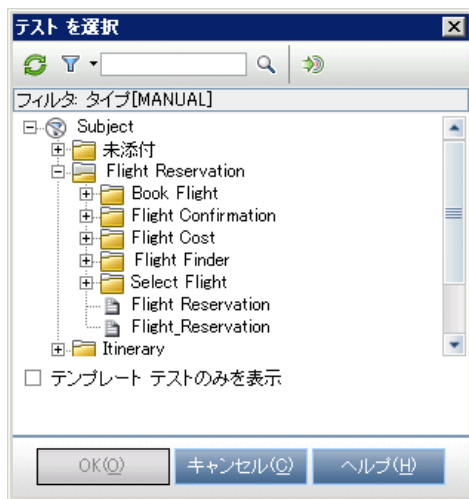 テスト を選択
フィルタ: タイプ[MANUAL]
Subject
未添付
Flight Reservation
Book Flight
Flight Confirmation
Flight Cost
Flight Finder
Select Flight
Flight Reservation
Flight_Reservation
Itinerary
テンプレート テストのみを表示
OK(O) キャンセル(C) ヘルプ(H)